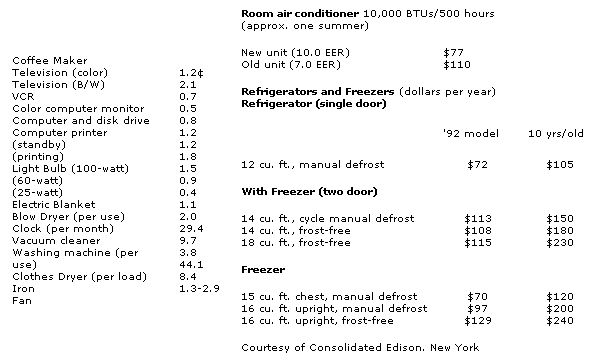 Coffee Maker
Television (color) 1.2¢
Television (B/W) 2.1
VCR 0.7
Color computer monitor 0.5
Computer and disk drive 0.8
Computer printer 1.2
(standby) 1.2
(printing) 1.8
Light Bulb (100-watt) 1.5
(60-watt) 0.9
(25-watt) 0.4
Electric Blanket 1.1
Blow Dryer (per use) 2.0
Clock (per month) 29.4
Vacuum cleaner 9.7
Washing machine (per 3.8
use) 44.1
Clothes Dryer (per load) 8.4
Iron 1.3-2.9
Fan
Room air conditioner 10,000 BTUs/500 hours
(approx. one summer)
New unit (10.0 EER) $77
Old unit (7.0 EER) $110
Refrigerators and Freezers (dollars per year)
Refrigerator (single door)
'92 model 10 yrs/old
12 cu. ft., manual defrost $72 $105
With Freezer (two door)
14 cu. ft., cycle manual defrost $113 $150
14 cu. ft., frost-free $108 $180
18 cu. ft., frost-free $115 $230
Freezer
15 cu. ft. chest, manual defrost $70 $120
16 cu. ft. upright, manual defrost $97 $200
16 cu. ft. upright, frost-free $129 $240
Courtesy of Consolidated Edison. New York